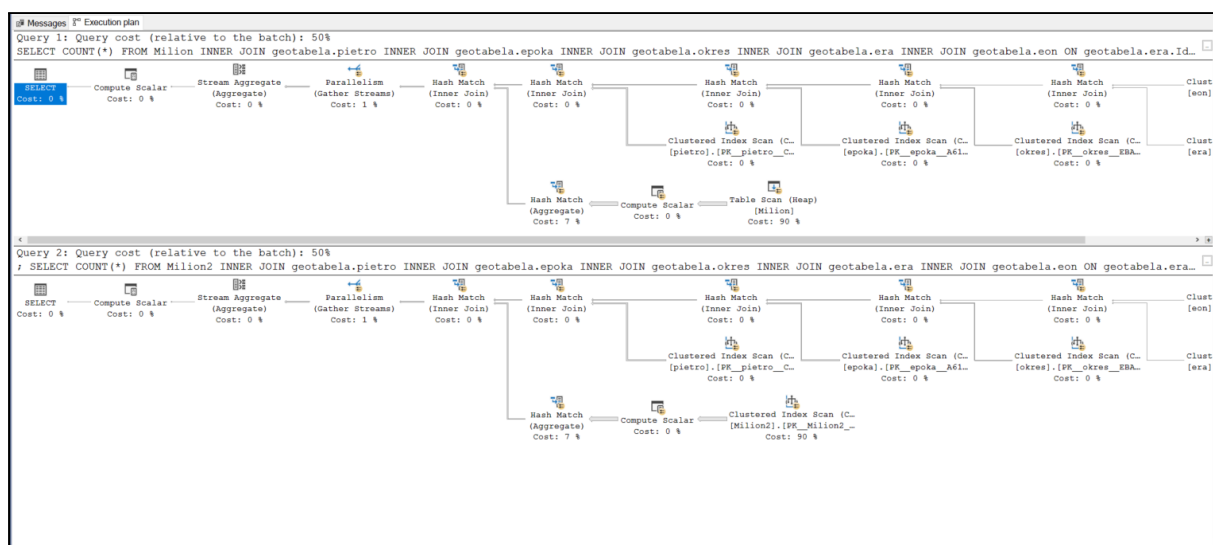 Messages Execution plan
Query 1: Query cost (relative to the batch): 50%
SELECT COUNT(*) FROM Milion INNER JOIN geotabela.pietro INNER JOIN geotabela.epoka INNER JOIN geotabela.okres INNER JOIN geotabela.era INNER JOIN geotabela.eon ON geotabela.era.Id…
SELECT
Cost: 0 %
Compute Scalar
Cost: 0 %
Stream Aggregate
(Aggregate)
Cost: 0 %
Parallelism
(Gather Streams)
Cost: 1 %
Hash Match
(Inner Join)
Cost: 0 %
Hash Match
(Inner Join)
Cost: 0 %
Hash Match
(Inner Join)
Cost: 0 %
Hash Match
(Inner Join)
Cost: 0 %
Hash Match
(Inner Join)
Cost: 0 %
Clust
[eon]
Clustered Index Scan (C…
[pietro].[PK__pietro__C…
Cost: 0 %
Clustered Index Scan (C…
[epoka].[PK__epoka__A61…
Cost: 0 %
Clustered Index Scan (C…
[okres].[PK__okres__EBA…
Cost: 0 %
Clust
[era]
Hash Match
(Aggregate)
Cost: 7 %
Compute Scalar
Cost: 0 %
Table Scan (Heap)
[Milion]
Cost: 90 %
Query 2: Query cost (relative to the batch): 50%
; SELECT COUNT(*) FROM Milion2 INNER JOIN geotabela.pietro INNER JOIN geotabela.epoka INNER JOIN geotabela.okres INNER JOIN geotabela.era INNER JOIN geotabela.eon ON geotabela.era…
SELECT
Cost: 0 %
Compute Scalar
Cost: 0 %
Stream Aggregate
(Aggregate)
Cost: 0 %
Parallelism
(Gather Streams)
Cost: 1 %
Hash Match
(Inner Join)
Cost: 0 %
Hash Match
(Inner Join)
Cost: 0 %
Hash Match
(Inner Join)
Cost: 0 %
Hash Match
(Inner Join)
Cost: 0 %
Hash Match
(Inner Join)
Cost: 0 %
Clust
[eon]
Clustered Index Scan (C…
[pietro].[PK__pietro__C…
Cost: 0 %
Clustered Index Scan (C…
[epoka].[PK__epoka__A61…
Cost: 0 %
Clustered Index Scan (C…
[okres].[PK__okres__EBA…
Cost: 0 %
Clust
[era]
Hash Match
(Aggregate)
Cost: 7 %
Compute Scalar
Cost: 0 %
Clustered Index Scan (C…
[Milion2].[PK__Milion2_…
Cost: 90 %